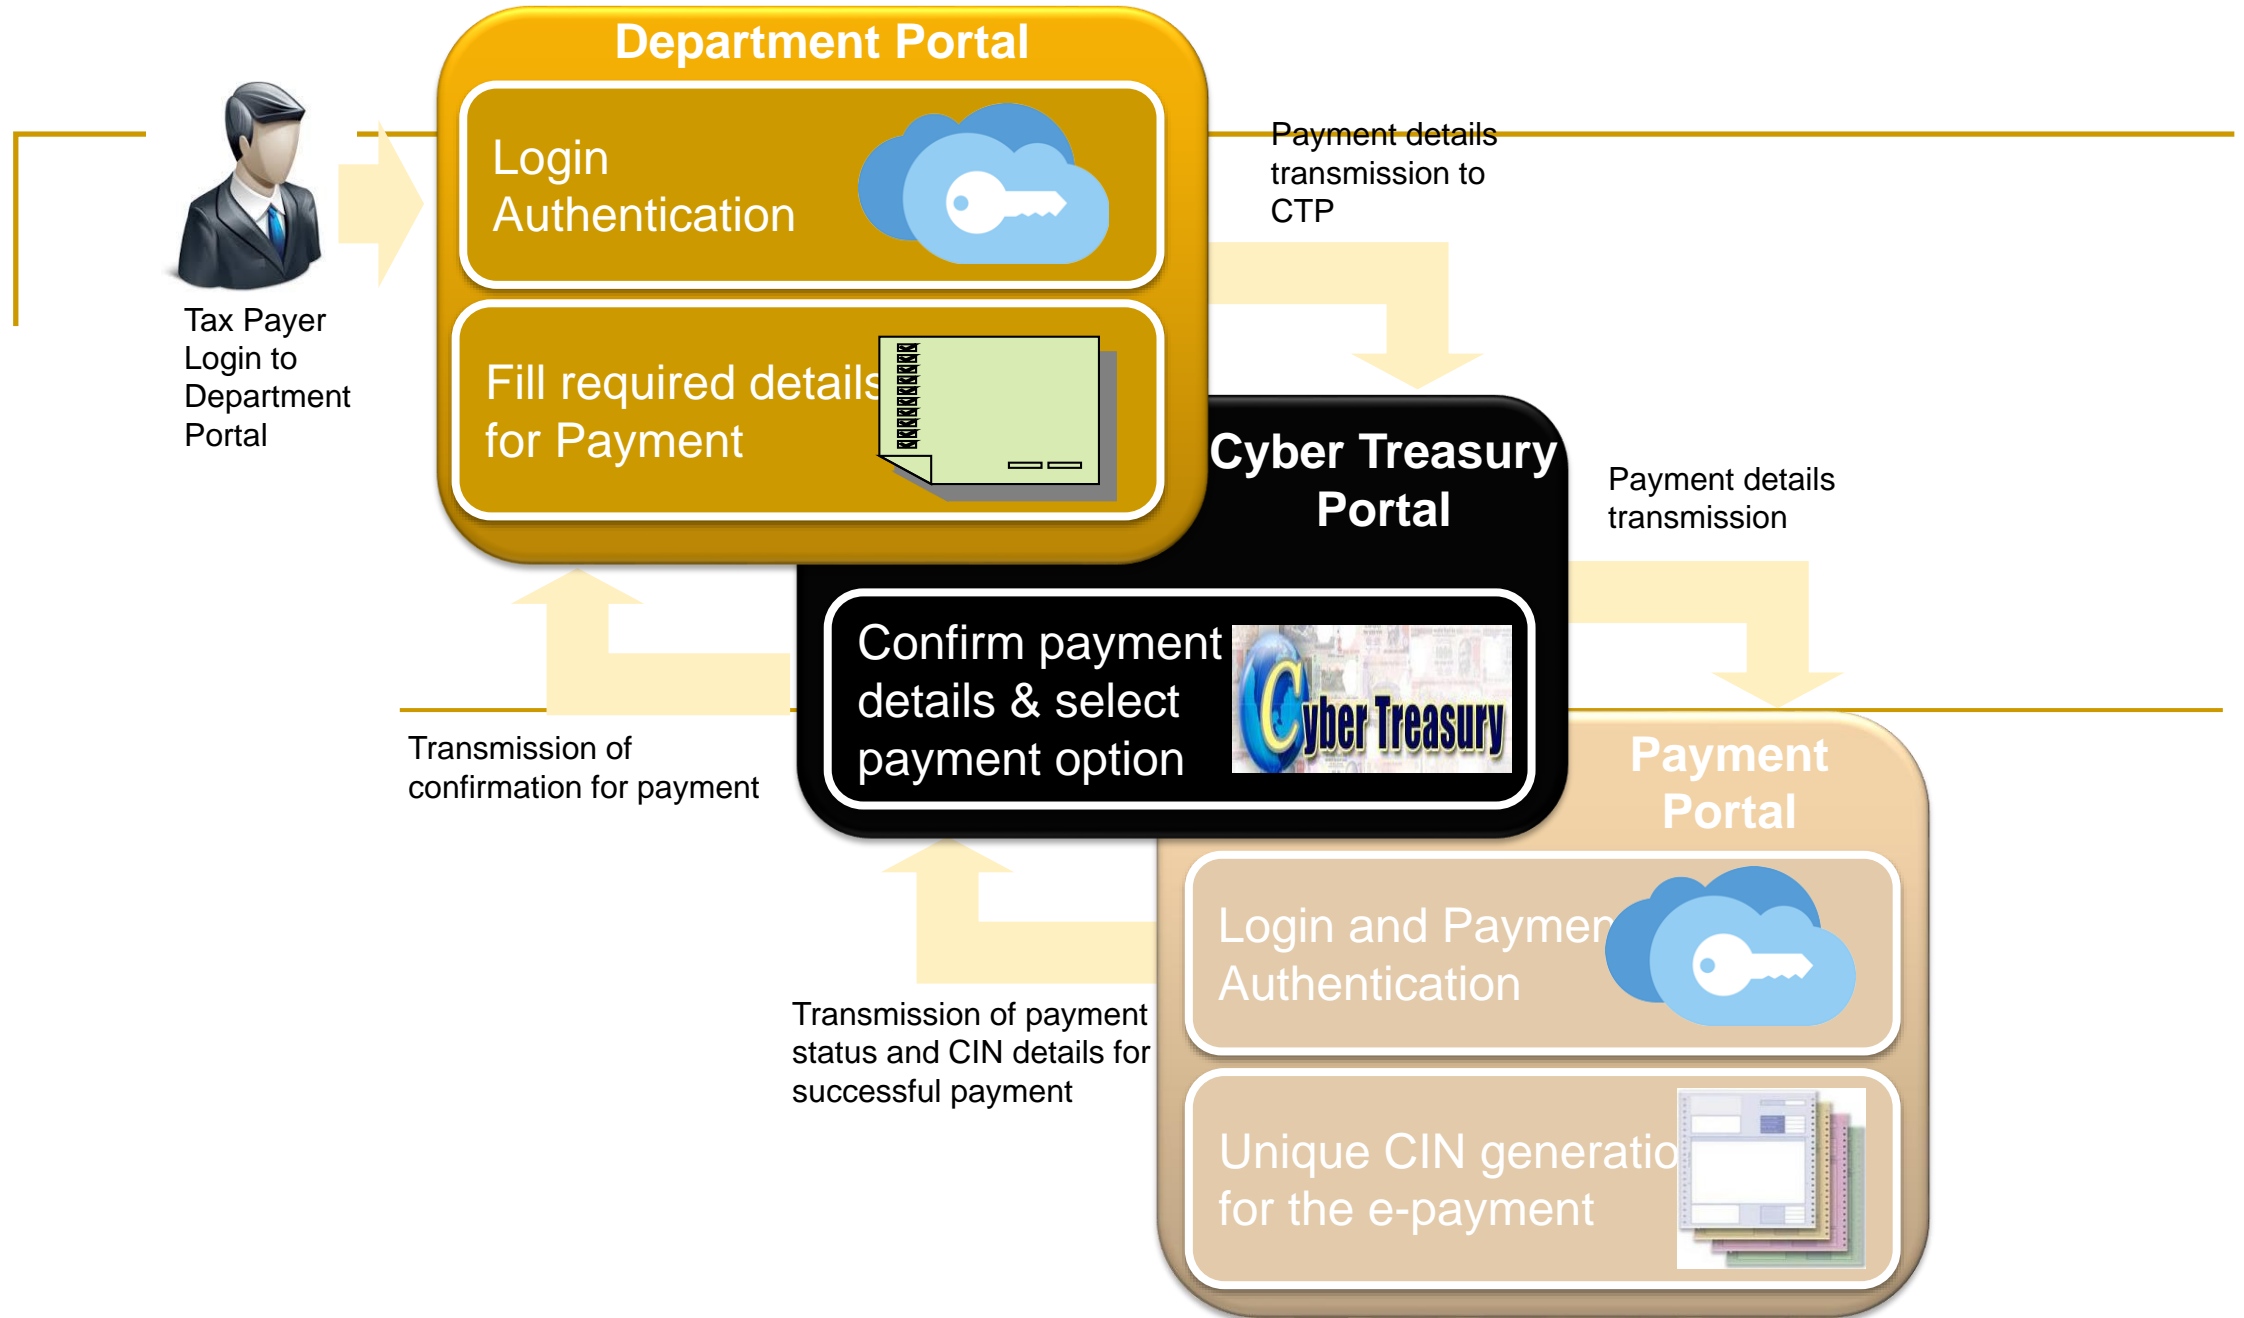 Department Portal
Login
Authentication
Fill required details
for Payment
Tax Payer
Login to
Department
Portal
Payment details
transmission to
CTP
Cyber Treasury
Portal
Confirm payment
details & select
payment option
Cyber Treasury
Payment details
transmission
Transmission of
confirmation for payment
Payment
Portal
Login and Paymen
Authentication
Unique CIN generatio
for the e-payment
Transmission of payment
status and CIN details for
successful payment